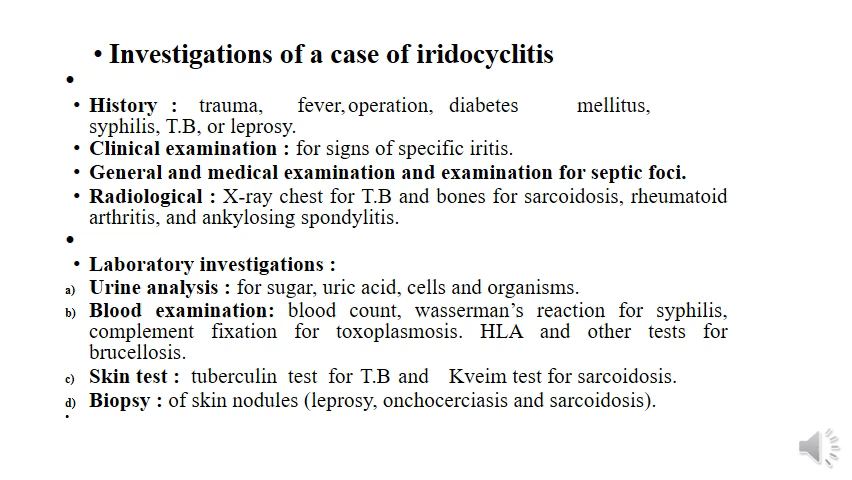 • Investigations of a case of iridocyclitis
•
• History : trauma, fever, operation, diabetes mellitus,
syphilis, T.B, or leprosy.
• Clinical examination : for signs of specific iritis.
• General and medical examination and examination for septic foci.
• Radiological : X-ray chest for T.B and bones for sarcoidosis, rheumatoid
arthritis, and ankylosing spondylitis.
•
• Laboratory investigations :
a) Urine analysis : for sugar, uric acid, cells and organisms.
b) Blood examination: blood count, wasserman’s reaction for syphilis,
complement fixation for toxoplasmosis. HLA and other tests for
brucellosis.
c) Skin test : tuberculin test for T.B and Kveim test for sarcoidosis.
d) Biopsy : of skin nodules (leprosy, onchocerciasis and sarcoidosis).
•